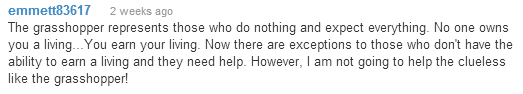 emmett83617 2 weeks ago
The grasshopper represents those who do nothing and expect everything. No one owns
you a living...You earn your living. Now there are exceptions to those who don't have the
ability to earn a living and they need help. However, I am not going to help the clueless
like the grasshopper!